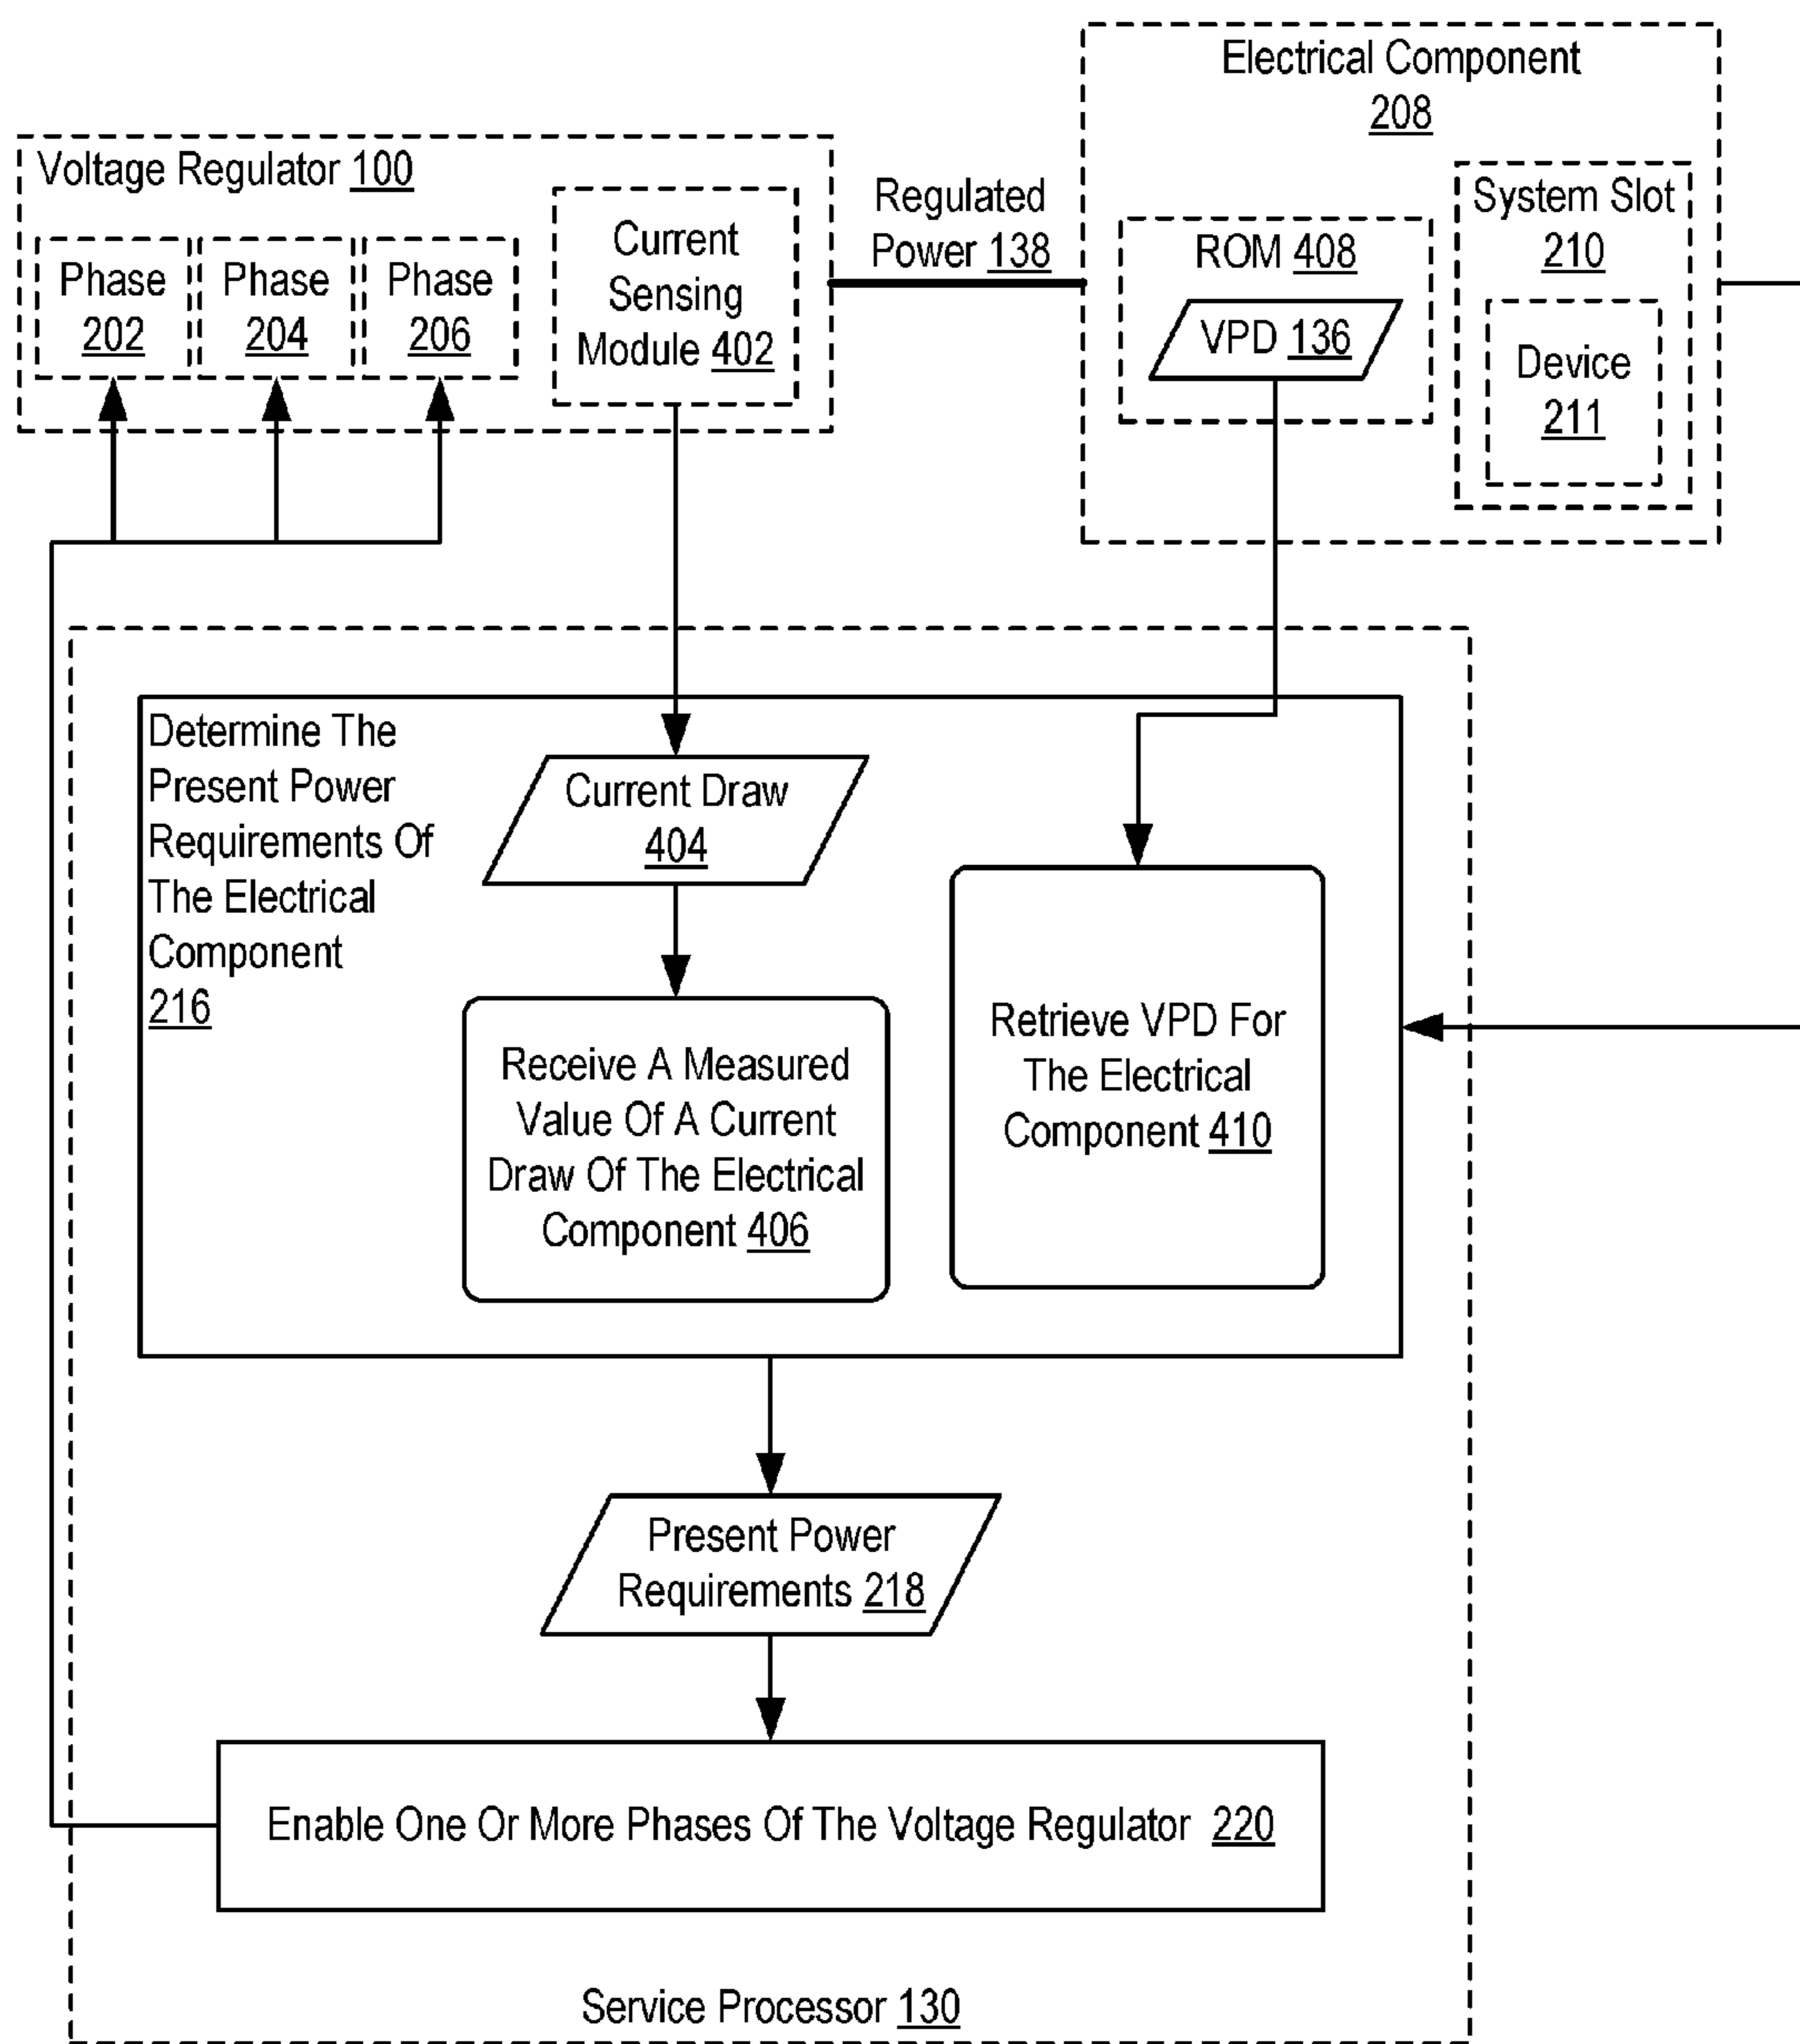 Electrical Component
208
Voltage Regulator 100
Phase
202
Phase
204
Phase
206
Current
Sensing
Module 402
Regulated
Power 138
ROM 408
VPD 136
System Slot
210
Device
211
Determine The
Present Power
Requirements Of
The Electrical
Component
216
Current Draw
404
Receive A Measured
Value Of A Current
Draw Of The Electrical
Component 406
Retrieve VPD For
The Electrical
Component 410
Present Power
Requirements 218
Enable One Or More Phases Of The Voltage Regulator 220
Service Processor 130